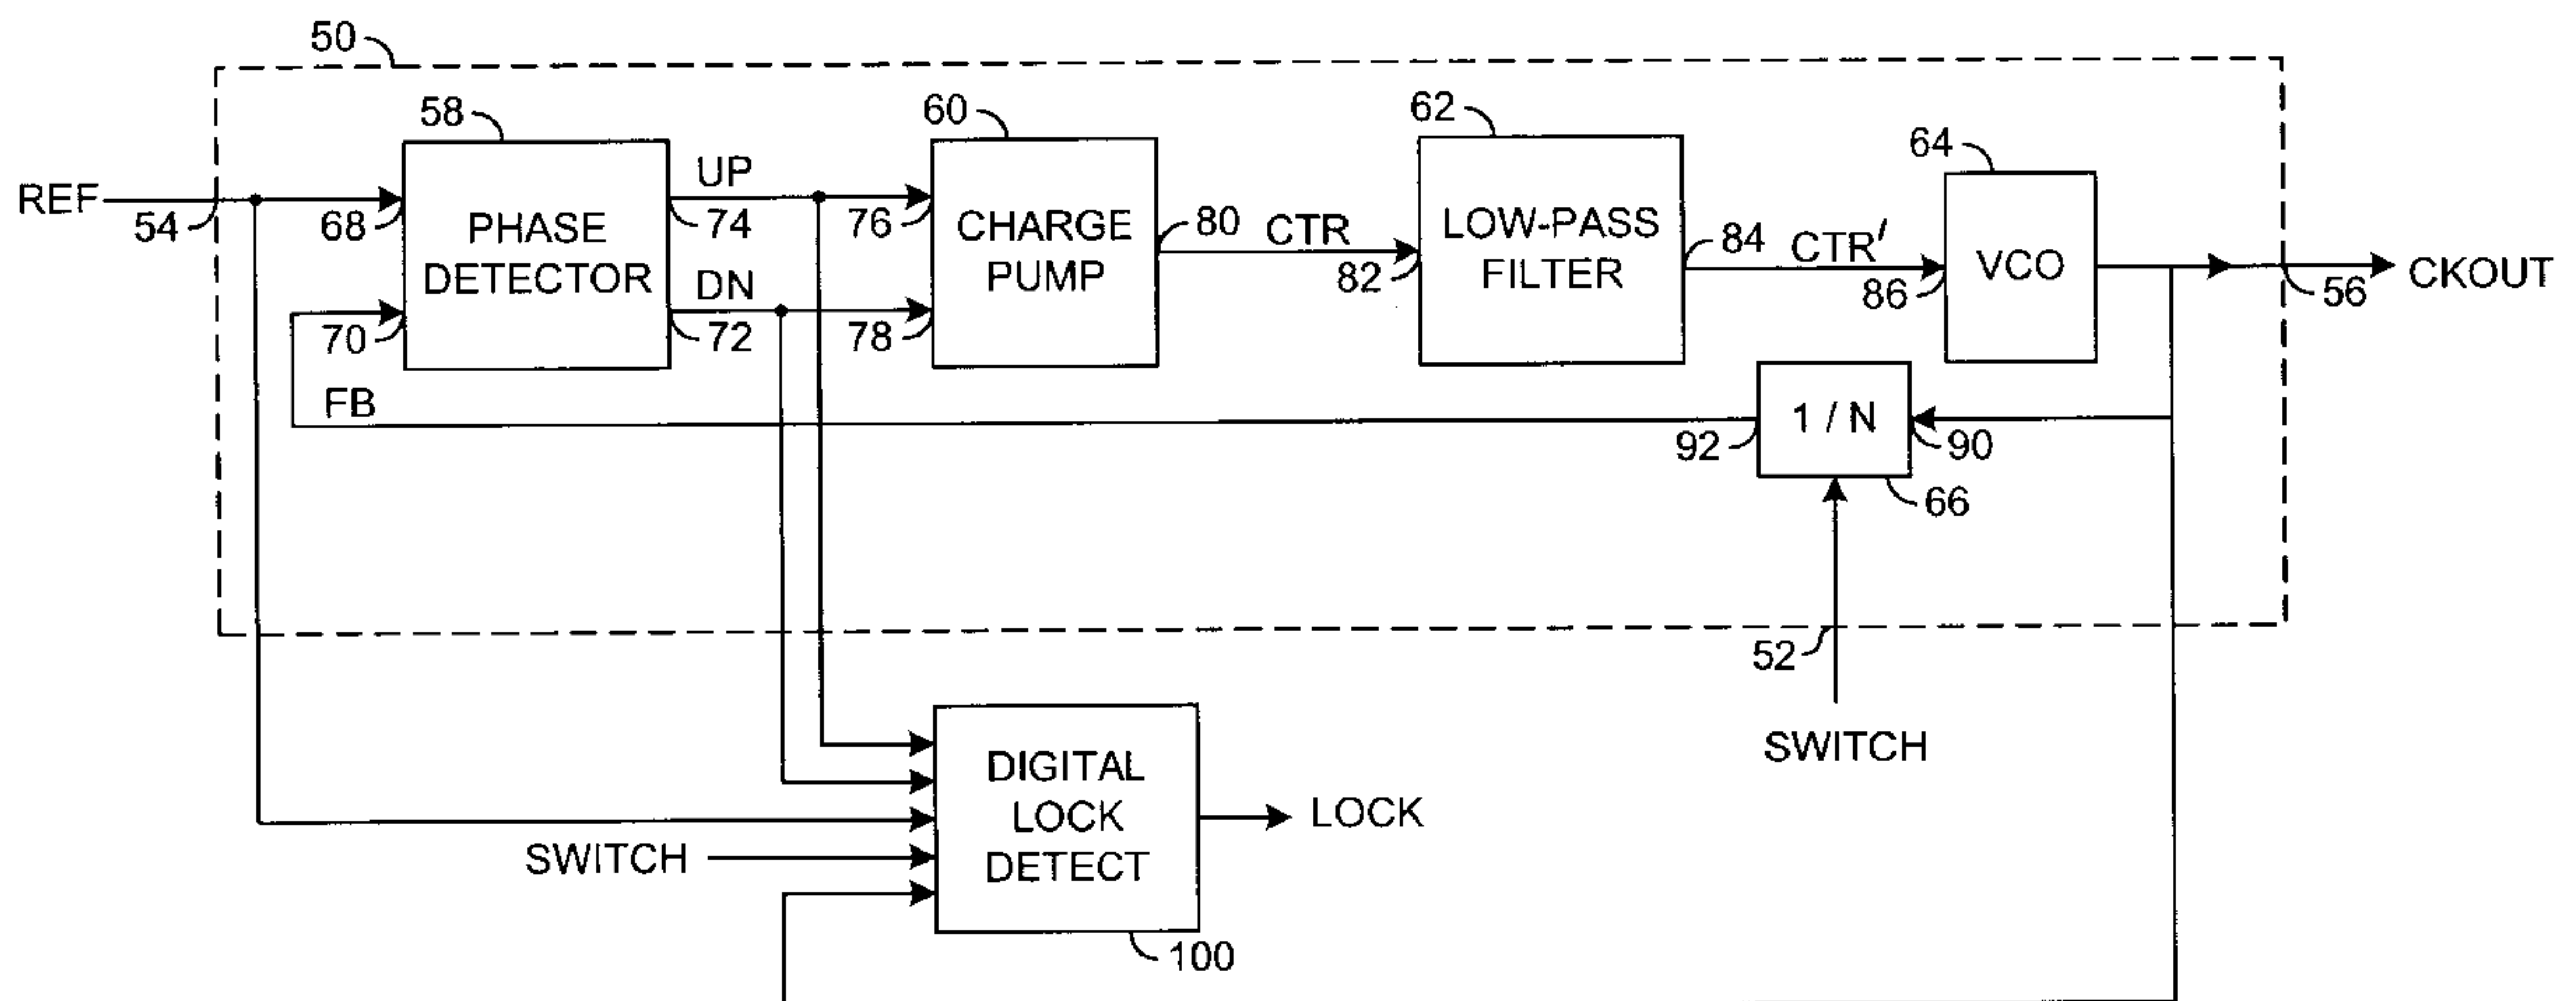 50
58
60
62
64
REF
54
68
70
PHASE
DETECTOR
UP
74
DN
72
76
78
CHARGE
PUMP
80
CTR
82
LOW-PASS
FILTER
84
CTR′
86
VCO
56
CKOUT
FB
92
1 / N
90
66
52
SWITCH
SWITCH
DIGITAL
LOCK
DETECT
LOCK
100